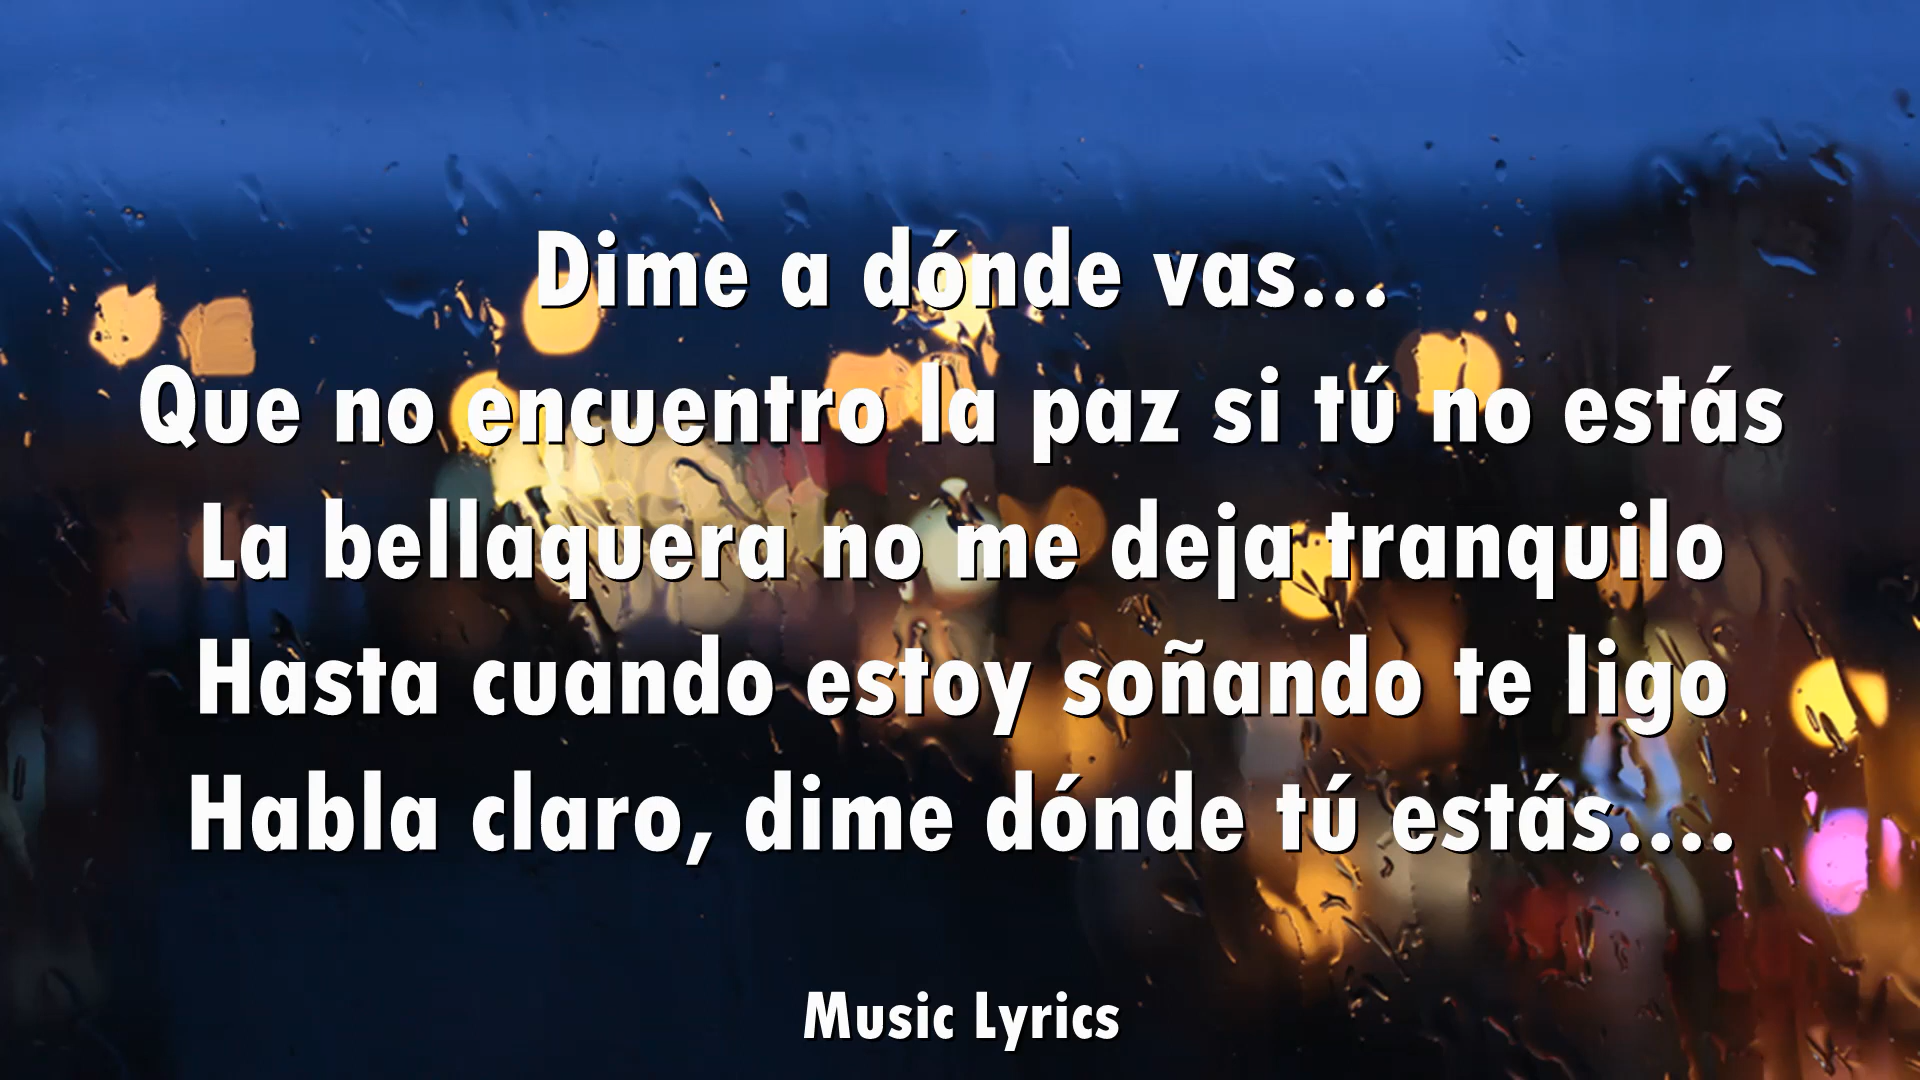 Dime a dónde vas...
Que no encuentro la paz si tú no estás
La bellaquera no me deja tranquilo
Hasta cuando estoy soñando te ligo
Habla claro, dime dónde tú estás....
Music Lyrics